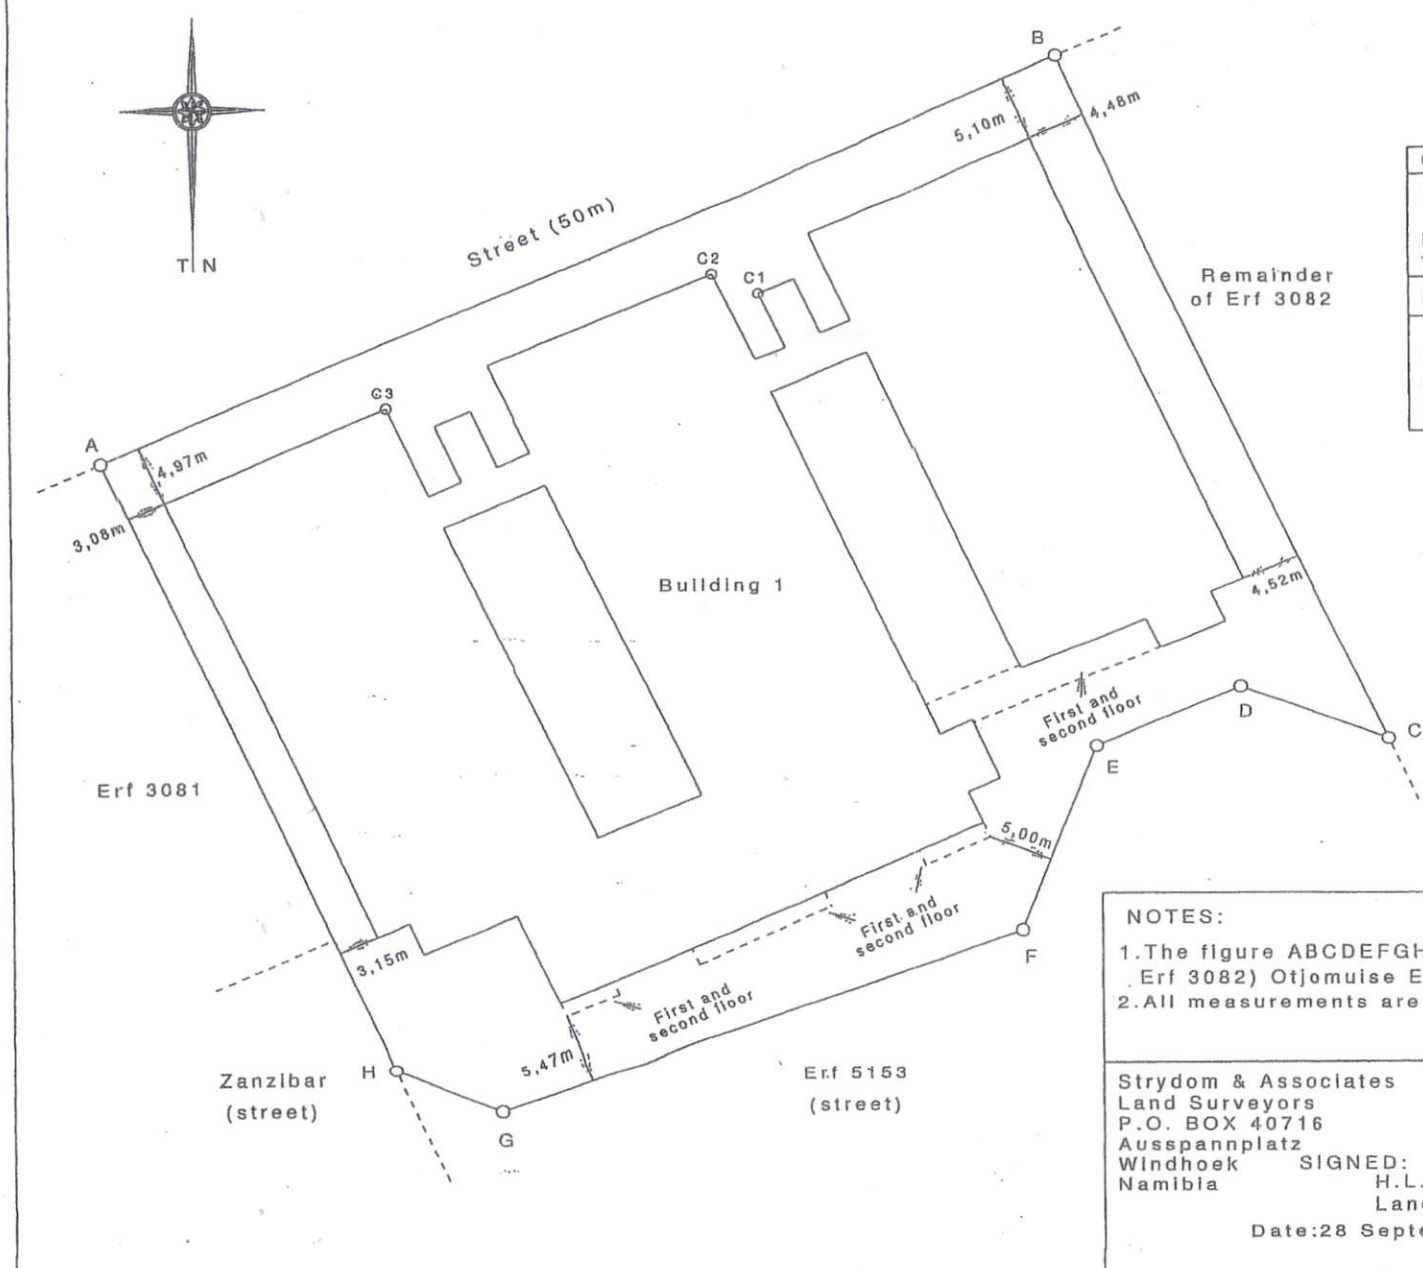 B
4,48m
5,10m
Street (50m)
T N
C2
C1
Remainder
of Erf 3082
C3
A
4,97m
3,08m
Building 1
4,52m
First and
second floor
D
C
E
Erf 3081
5,00m
First and
second floor
F
3,15m
First and
second floor
5,47m
H
Zanzibar
(street)
G
Erf 5153
(street)
NOTES:
1.The figure ABCDEFGH
Erf 3082) Otjomuise E
2.All measurements are
Strydom & Associates
Land Surveyors
P.O. BOX 40716
Ausspannplatz
Windhoek SIGNED:
Namibia H.L.
Lan
Date:28 Septe